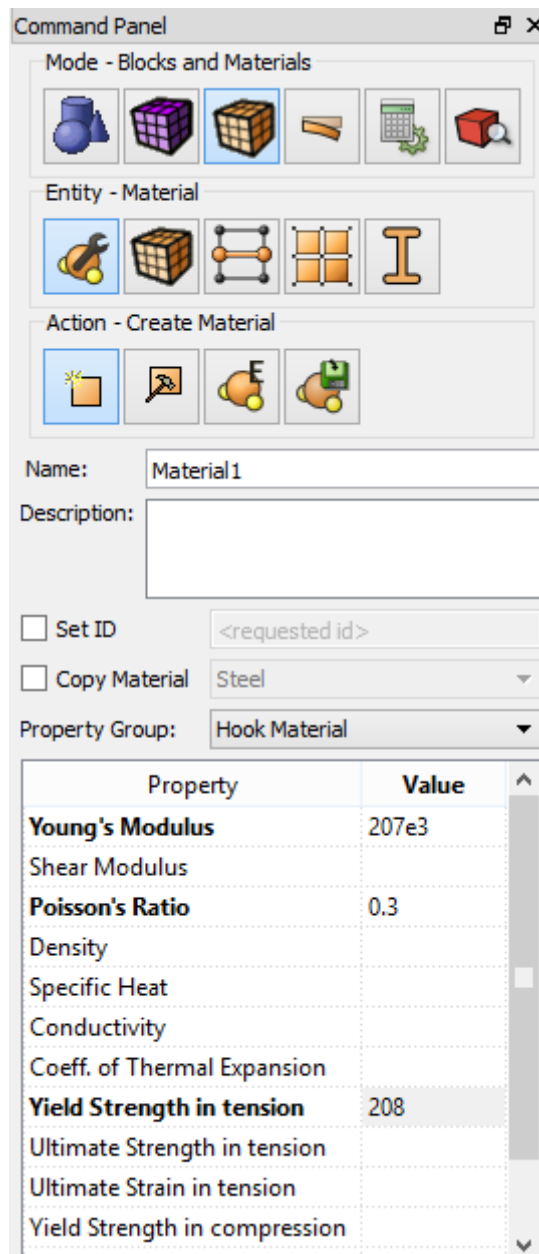 Command Panel
Mode - Blocks and Materials
Entity - Material
Action - Create Material
E
Name: Material1
Description:
Set ID <requested id>
Copy Material Steel
Property Group: Hook Material
Property Value
Young's Modulus 207e3
Shear Modulus
Poisson's Ratio 0.3
Density
Specific Heat
Conductivity
Coeff. of Thermal Expansion
Yield Strength in tension 208
Ultimate Strength in tension
Ultimate Strain in tension
Yield Strength in compression